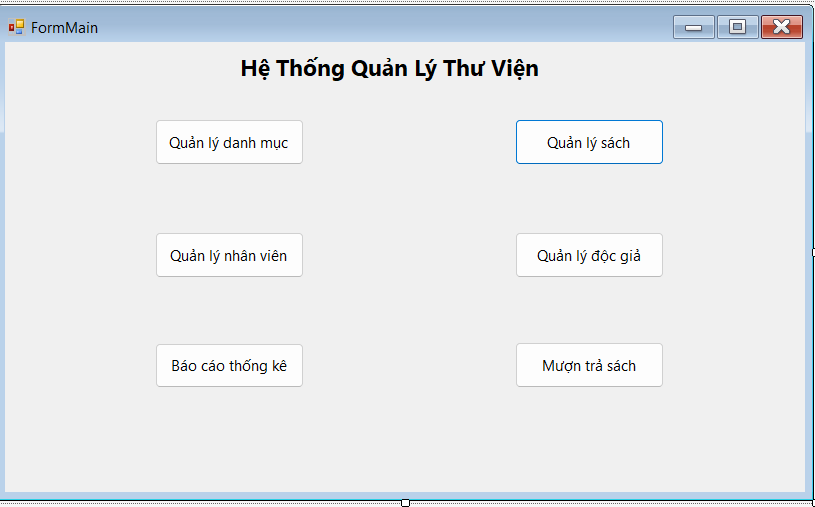 FormMain
Hệ Thống Quản Lý Thư Viện
Quản lý danh mục
Quản lý sách
Quản lý nhân viên
Quản lý độc giả
Báo cáo thống kê
Mượn trả sách